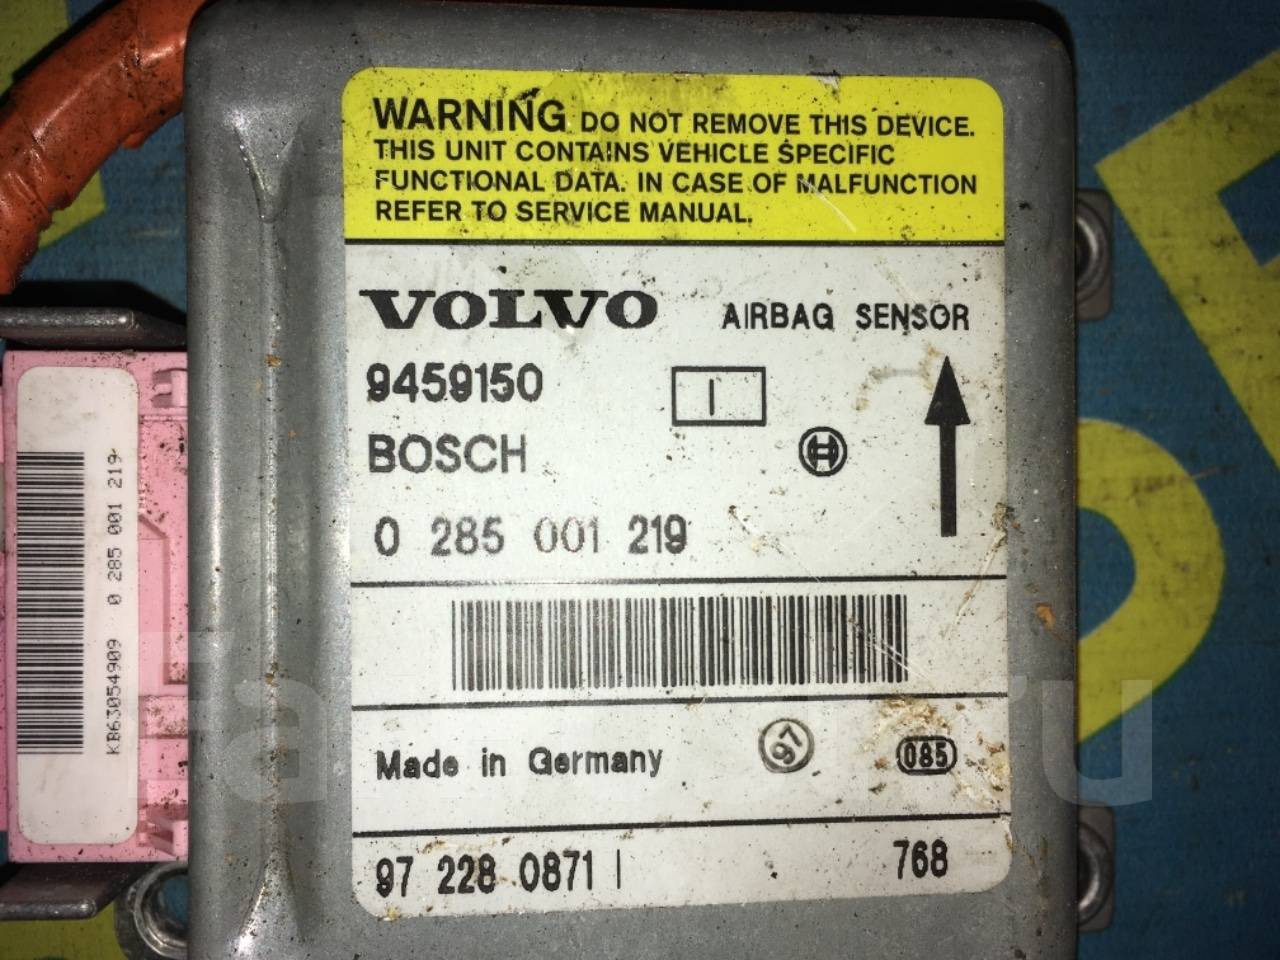 WARNING DO NOT REMOVE THIS DEVICE.
THIS UNIT CONTAINS VEHICLE SPECIFIC
FUNCTIONAL DATA. IN CASE OF MALFUNCTION
REFER TO SERVICE MANUAL.
VOLVO AIRBAG SENSOR
9459150
I
BOSCH
0 285 001 219
Made in Germany 97 085
97 228 0871 I 768
KB63054909 0 285 001 219